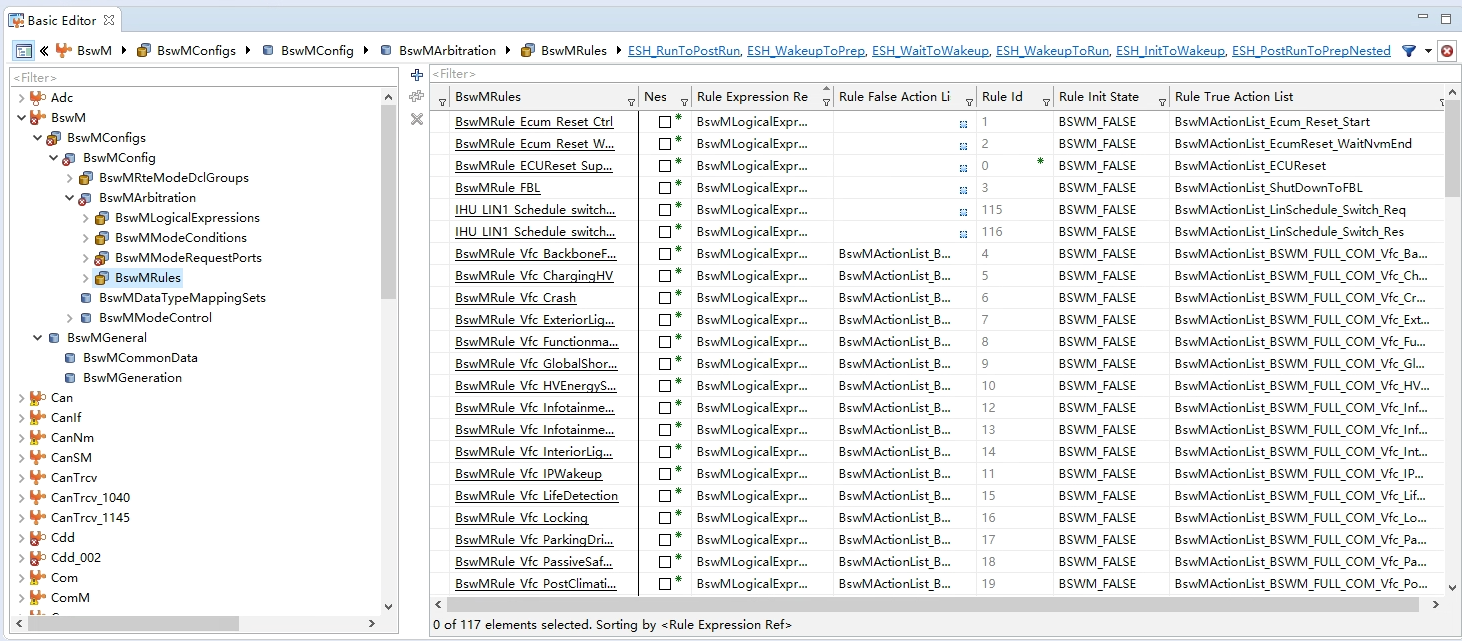 Basic Editor
BswM BswMConfigs BswMConfig BswMArbitration BswMRules ESH_RunToPostRun, ESH_WakeupToPrep, ESH_WaitToWakeup, ESH_WakeupToRun, ESH_InitToWakeup, ESH_PostRunToPrepNested
<Filter>
Adc
BswM
BswMConfigs
BswMConfig
BswMRteModeDclGroups
BswMArbitration
BswMLogicalExpressions
BswMModeConditions
BswMModeRequestPorts
BswMRules
BswMDataTypeMappingSets
BswMModeControl
BswMGeneral
BswMCommonData
BswMGeneration
Can
CanIf
CanNm
CanSM
CanTrcv
CanTrcv_1040
CanTrcv_1145
Cdd
Cdd_002
Com
ComM
<Filter>
BswMRules Nes Rule Expression Re Rule False Action Li Rule Id Rule Init State Rule True Action List
BswMRule Ecum Reset Ctrl BswMLogicalExpr... 1 BSWM_FALSE BswMActionList_Ecum_Reset_Start
BswMRule Ecum Reset W... BswMLogicalExpr... 2 BSWM_FALSE BswMActionList_EcumReset_WaitNvmEnd
BswMRule ECUReset Sup... BswMLogicalExpr... 0 BSWM_FALSE BswMActionList_ECUReset
BswMRule FBL BswMLogicalExpr... 3 BSWM_FALSE BswMActionList_ShutDownToFBL
IHU LIN1 Schedule switch... BswMLogicalExpr... 115 BSWM_FALSE BswMActionList_LinSchedule_Switch_Req
IHU LIN1 Schedule switch... BswMLogicalExpr... 116 BSWM_FALSE BswMActionList_LinSchedule_Switch_Res
BswMRule Vfc BackboneF... BswMLogicalExpr... BswMActionList_B... 4 BSWM_FALSE BswMActionList_BSWM_FULL_COM_Vfc_Ba...
BswMRule Vfc ChargingHV BswMLogicalExpr... BswMActionList_B... 5 BSWM_FALSE BswMActionList_BSWM_FULL_COM_Vfc_Ch...
BswMRule Vfc Crash BswMLogicalExpr... BswMActionList_B... 6 BSWM_FALSE BswMActionList_BSWM_FULL_COM_Vfc_Cr...
BswMRule Vfc ExteriorLig... BswMLogicalExpr... BswMActionList_B... 7 BSWM_FALSE BswMActionList_BSWM_FULL_COM_Vfc_Ext...
BswMRule Vfc Functionma... BswMLogicalExpr... BswMActionList_B... 8 BSWM_FALSE BswMActionList_BSWM_FULL_COM_Vfc_Fu...
BswMRule Vfc GlobalShor... BswMLogicalExpr... BswMActionList_B... 9 BSWM_FALSE BswMActionList_BSWM_FULL_COM_Vfc_Gl...
BswMRule Vfc HVEnergyS... BswMLogicalExpr... BswMActionList_B... 10 BSWM_FALSE BswMActionList_BSWM_FULL_COM_Vfc_HV...
BswMRule Vfc Infotainme... BswMLogicalExpr... BswMActionList_B... 12 BSWM_FALSE BswMActionList_BSWM_FULL_COM_Vfc_Inf...
BswMRule Vfc Infotainme... BswMLogicalExpr... BswMActionList_B... 13 BSWM_FALSE BswMActionList_BSWM_FULL_COM_Vfc_Inf...
BswMRule Vfc InteriorLig... BswMLogicalExpr... BswMActionList_B... 14 BSWM_FALSE BswMActionList_BSWM_FULL_COM_Vfc_Int...
BswMRule Vfc IPWakeup BswMLogicalExpr... BswMActionList_B... 11 BSWM_FALSE BswMActionList_BSWM_FULL_COM_Vfc_IP...
BswMRule Vfc LifeDetection BswMLogicalExpr... BswMActionList_B... 15 BSWM_FALSE BswMActionList_BSWM_FULL_COM_Vfc_Lif...
BswMRule Vfc Locking BswMLogicalExpr... BswMActionList_B... 16 BSWM_FALSE BswMActionList_BSWM_FULL_COM_Vfc_Lo...
BswMRule Vfc ParkingDri... BswMLogicalExpr... BswMActionList_B... 17 BSWM_FALSE BswMActionList_BSWM_FULL_COM_Vfc_Pa...
BswMRule Vfc PassiveSaf... BswMLogicalExpr... BswMActionList_B... 18 BSWM_FALSE BswMActionList_BSWM_FULL_COM_Vfc_Pa...
BswMRule Vfc PostClimati... BswMLogicalExpr... BswMActionList_B... 19 BSWM_FALSE BswMActionList_BSWM_FULL_COM_Vfc_Po...
0 of 117 elements selected. Sorting by <Rule Expression Ref>